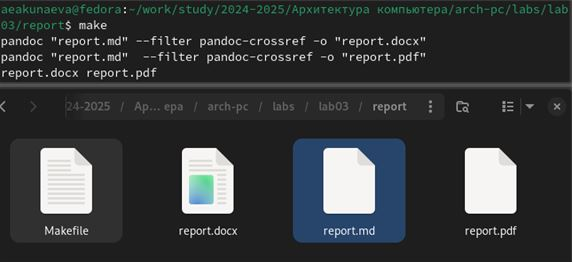 aeakunaeva@fedora:~/work/study/2024-2025/Архитектура компьютера/arch-pc/labs/lab
03/report$ make
pandoc "report.md" --filter pandoc-crossref -o "report.docx"
pandoc "report.md"  --filter pandoc-crossref -o "report.pdf"
report.docx report.pdf
24-2025 / Ар... ера / arch-pc / labs / lab03 / report
Makefile report.docx report.md report.pdf